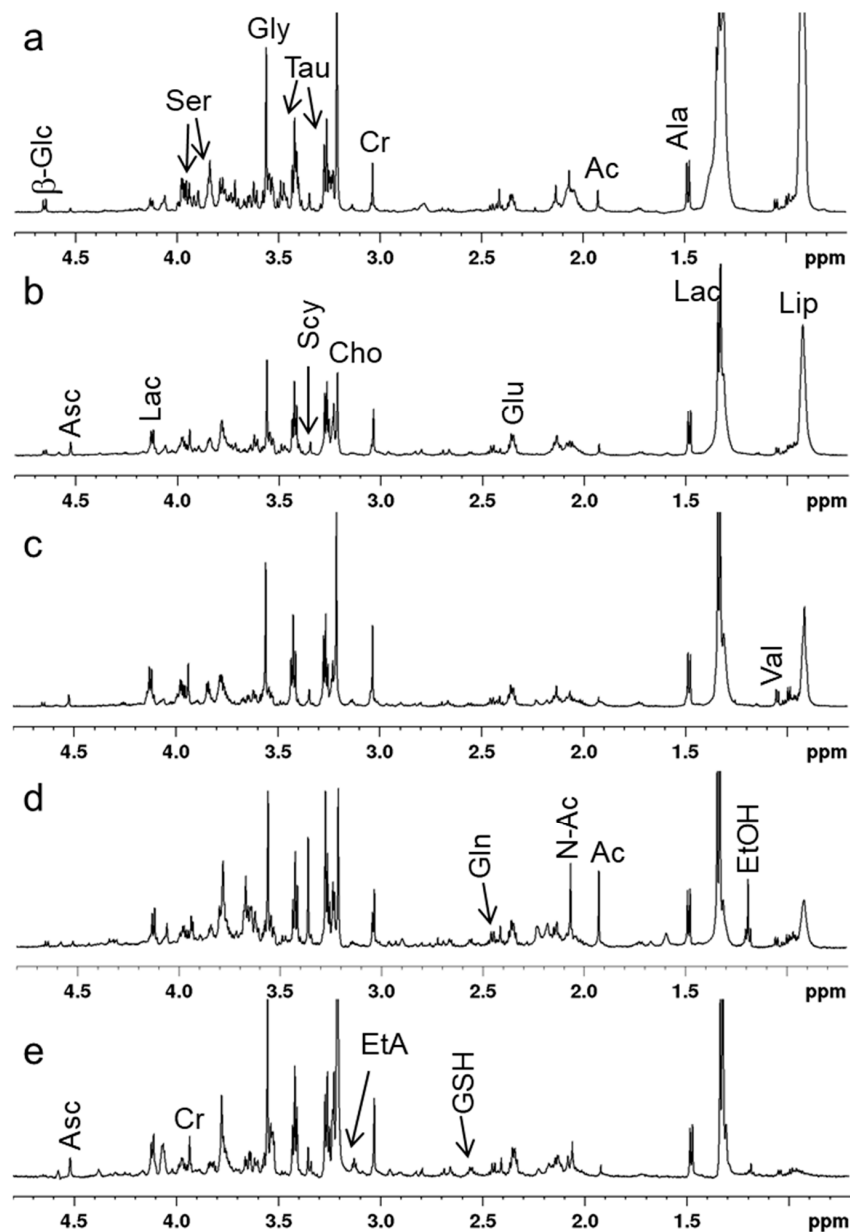 a
β-Glc
Ser
Gly
Tau
Cr
Ac
Ala
4.5 4.0 3.5 3.0 2.5 2.0 1.5 ppm
b
Asc
Lac
Scy
Cho
Glu
Lac
Lip
4.5 4.0 3.5 3.0 2.5 2.0 1.5 ppm
c
Val
4.5 4.0 3.5 3.0 2.5 2.0 1.5 ppm
d
Gln
N-Ac
Ac
EtOH
4.5 4.0 3.5 3.0 2.5 2.0 1.5 ppm
e
Asc
Cr
EtA
GSH
4.5 4.0 3.5 3.0 2.5 2.0 1.5 ppm